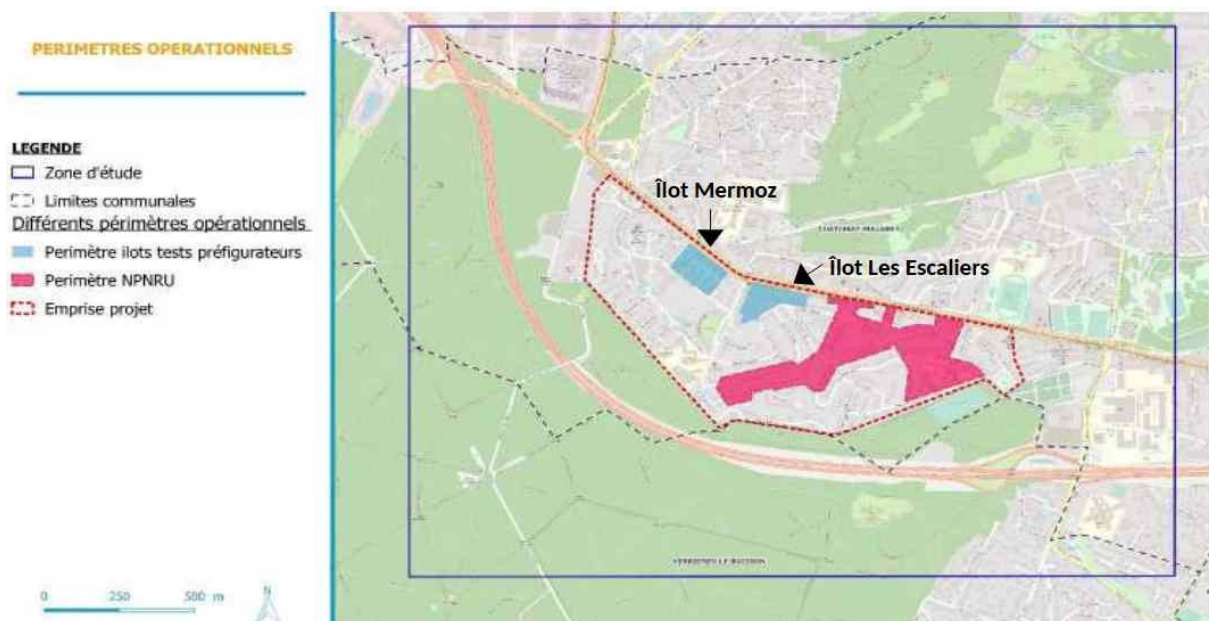 PERIMETRES OPERATIONNELS
LEGENDE
Zone d'étude
Limites communales
Différents périmètres opérationnels
Perimètre ilots tests préfigurateurs
Perimètre NPNRU
Emprise projet
0 250 500 m
N
Îlot Mermoz
Îlot Les Escaliers